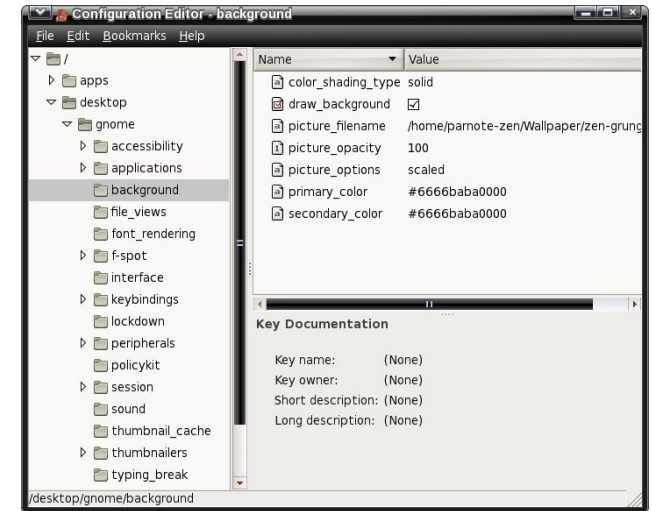 Configuration Editor - background
File Edit Bookmarks Help
/
apps
desktop
gnome
accessibility
applications
background
file_views
font_rendering
f-spot
interface
keybindings
lockdown
peripherals
policykit
session
sound
thumbnail_cache
thumbnailers
typing_break
Name Value
color_shading_type solid
draw_background
picture_filename /home/parnote-zen/Wallpaper/zen-grung
picture_opacity 100
picture_options scaled
primary_color #6666baba0000
secondary_color #6666baba0000
Key Documentation
Key name: (None)
Key owner: (None)
Short description: (None)
Long description: (None)
/desktop/gnome/background